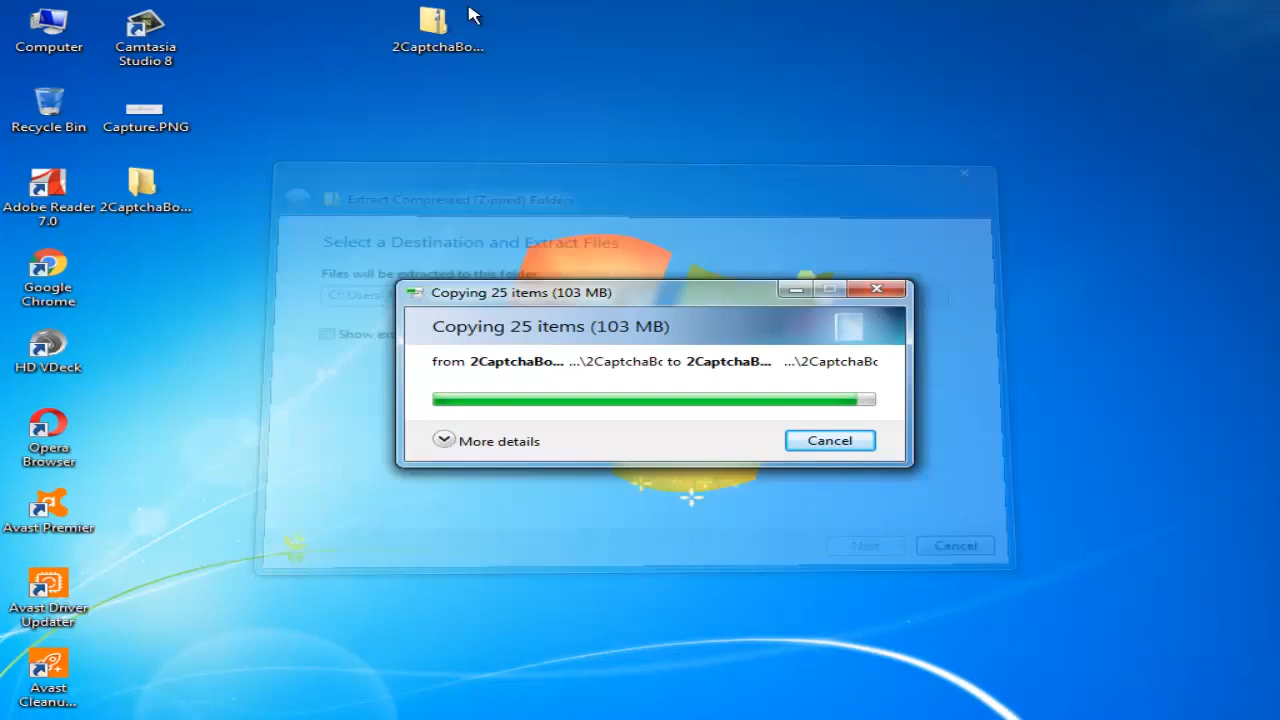 Computer
Camtasia
Studio 8
2CaptchaBo...
Recycle Bin
Capture.PNG
Adobe Reader
7.0
2CaptchaBo...
Google
Chrome
HD VDeck
Opera
Browser
Avast Premier
Avast Driver
Updater
Avast
Cleanu...
Extract Compressed (Zipped) Folders
Select a Destination and Extract Files
Files will be extracted to this folder:
C:\Users\
Show ext
Copying 25 items (103 MB)
Copying 25 items (103 MB)
from 2CaptchaBo... ...\2CaptchaBc to 2CaptchaB... ...\2CaptchaBc
More details
Cancel
Next
Cancel